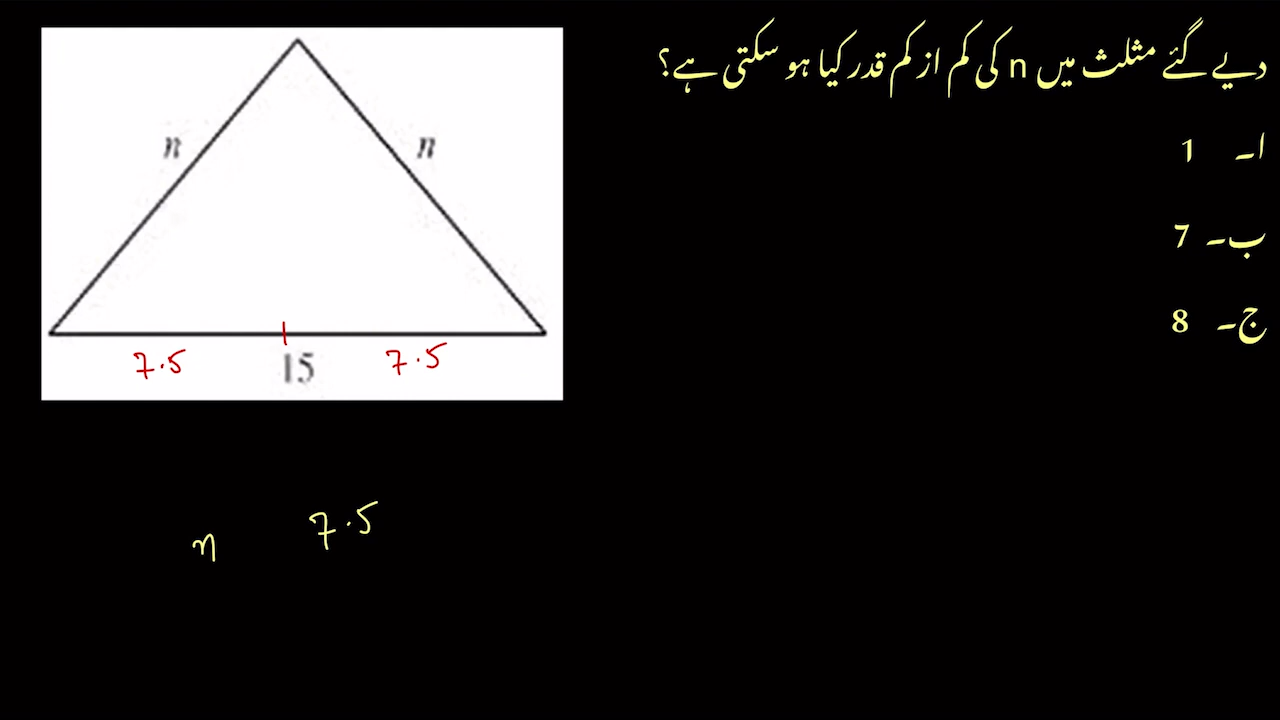 دیے گئے مثلث میں n کی کم از کم قدر کیا ہو سکتی ہے؟
ا۔ 1
ب۔ 7
ج۔ 8
n n
7.5 15 7.5
n 7.5